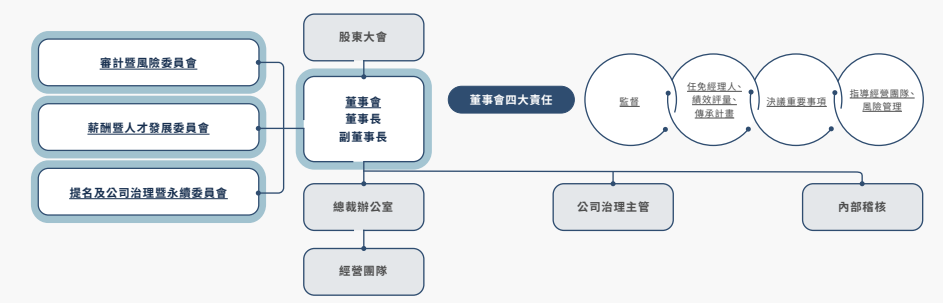 股東大會
審計暨風險委員會
薪酬暨人才發展委員會
提名及公司治理暨永續委員會
董事會
董事長
副董事長
董事會四大責任
監督
任免經理人、
績效評量、
傳承計畫
決議重要事項
指導經營團隊、
風險管理
總裁辦公室
公司治理主管
內部稽核
經營團隊